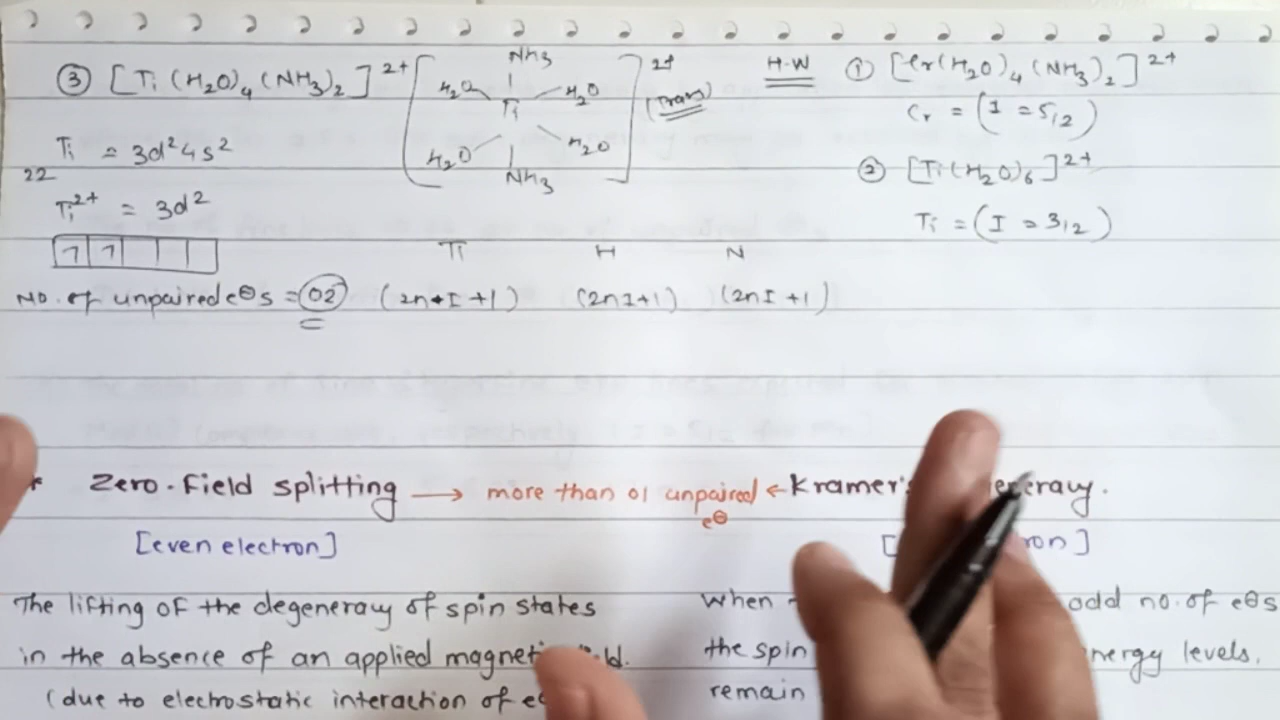 ③ [Ti(H₂O)₄(NH₃)₂]²⁺
NH₃
H₂O H₂O
Ti
H₂O H₂O
NH₃
2+
(trans)
Ti = 3d²4s²
22
Ti²⁺ = 3d²
1 1
No. of unpaired e⊖s = 02
Ti H N
(2nI+1) (2nI+1) (2nI+1)
H.W ① [Cr(H₂O)₄(NH₃)₂]²⁺
Cr = (I = 5/2)
② [Ti(H₂O)₆]²⁺
Ti = (I = 3/2)
Zero-Field splitting → more than 01 unpaired ← Kramer's
e⊖
[even electron]
The lifting of the degeneracy of spin states
in the absence of an applied
(due to electrostatic interaction of
When odd no. of e⊖s
the spin energy levels.
remain